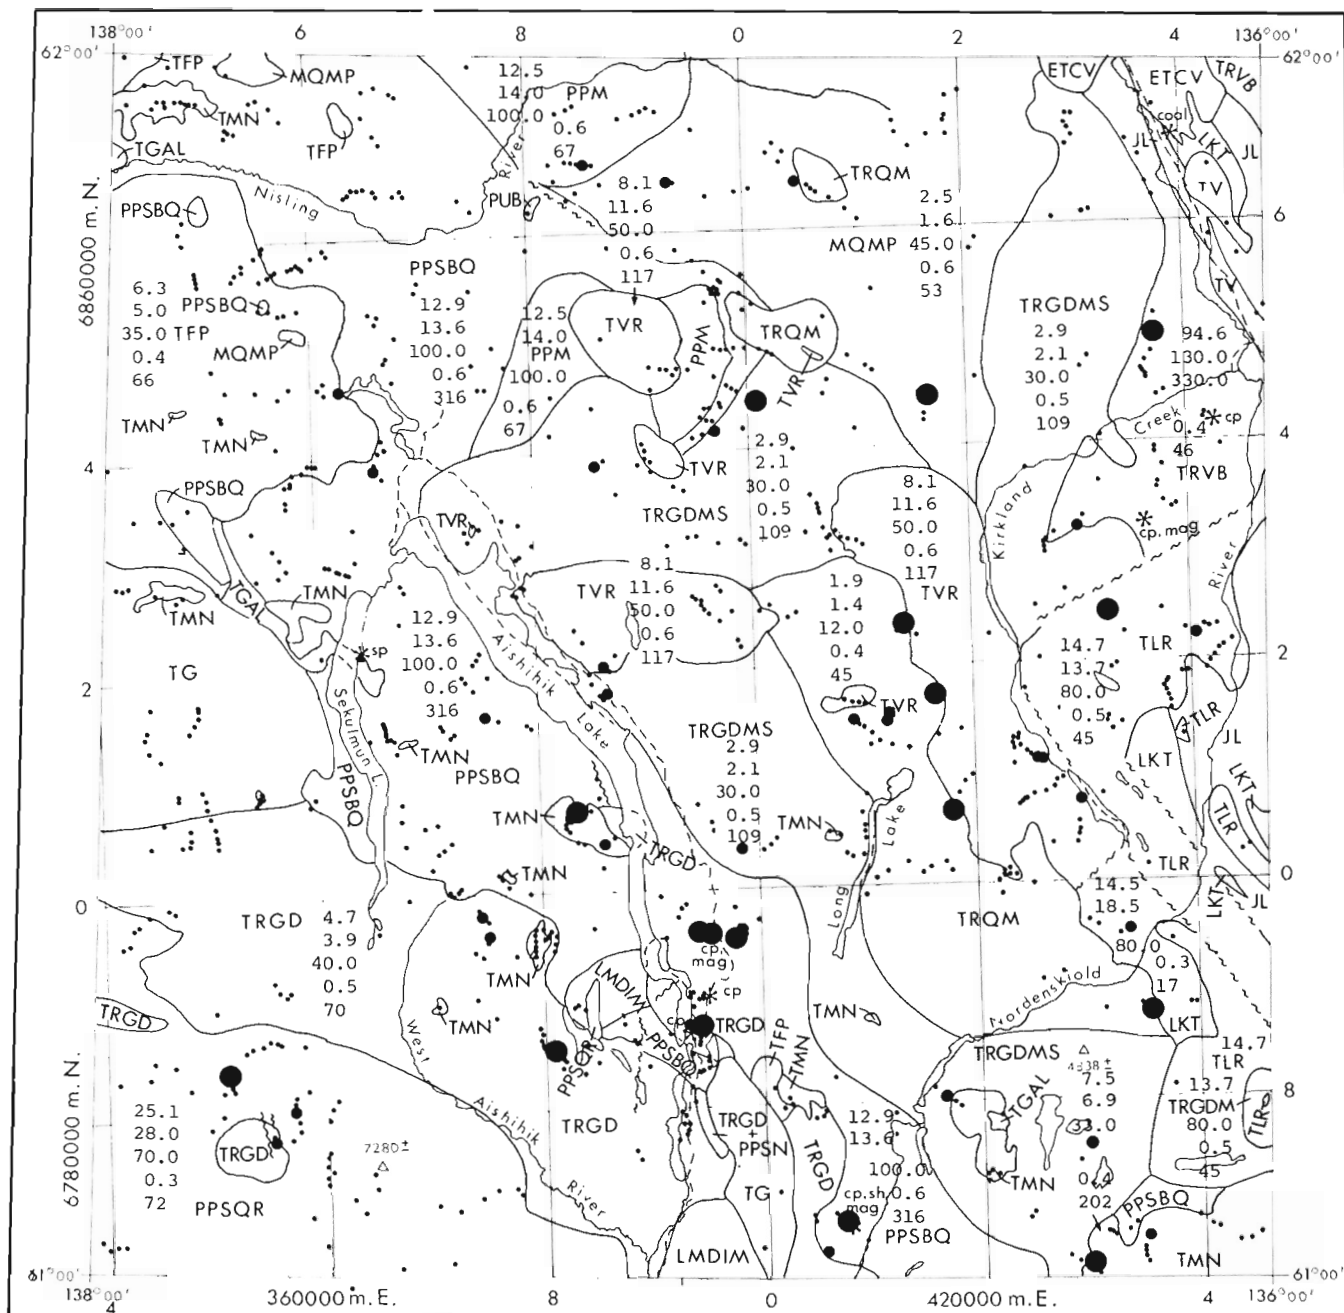 138°00'
6
8
0
2
4
136°00'
62°00'
62°00'
TFP
MQMP
TMN
TFP
TGAL
Nisling
River
12.5
14.0
100.0
PPM
0.6
67
ETCV
ETCV
TRVB
coal
JL
LKT
JL
TV
TV
6
PPSBQ
PUB
8.1
11.6
50.0
0.6
117
TRQM
2.5
1.6
MQMP 45.0
0.6
53
6860000 m. N.
6.3
5.0
35.0 TFP
0.4
66
PPSBQ
MQMP
TMN
TMN
PPSBQ
12.9
13.6
100.0
0.6
316
12.5
14.0
PPM
100.0
0.6
67
TVR
PPM
TRQM
TVR
TVR
TRGDMS
2.9
2.1
30.0
0.5
109
94.6
130.0
330.0
0.4
46
Creek
cp
TRVB
4
4
PPSBQ
TVR
2.9
2.1
30.0
0.5
109
TRGDMS
8.1
11.6
50.0
0.6
117
TVR
Kirkland
cp. mag
River
TMN
TGAL
TMN
sp
12.9
13.6
100.0
0.6
316
Aishihik
Lake
TVR
8.1
11.6
50.0
0.6
117
1.9
1.4
12.0
0.4
45
TVR
14.7
13.7
80.0
0.5
45
TLR
2
TG
2
Sekulmun L.
PPSBQ
TMN
PPSBQ
TRGDMS
2.9
2.1
30.0
0.5
109
TMN
Long
Lake
TLR
LKT
JL
LKT
TLR
TMN
TRGD
TMN
TLR
0
LKT
JL
0
TRGD
4.7
3.9
40.0
0.5
70
TMN
TRQM
14.5
18.5
80.0
0.3
17
LKT
cp.
mag
cp
TRGD
TMN
LMDIM
PPSQR
PPSBQ
cp
TRGD
TFP
TMN
TMN
Nordenskiold
West
Aishihik
River
6780000 m. N.
25.1
28.0
70.0
0.3
72
TRGD
PPSQR
7280±
TRGD
TRGD
+
PPSN
TG
LMDIM
TRGD
12.9
13.6
100.0
0.6
316
cp.sh
mag
PPSBQ
TRGDMS
4838±
7.5
6.9
33.0
0.4
202
TGAL
TMN
PPSBQ
TMN
14.7
TLR
13.7
TRGDM
80.0
0.5
45
TLR
8
61°00'
61°00'
138°00'
4
360000 m.E.
8
0
420000 m.E.
4
136°00'